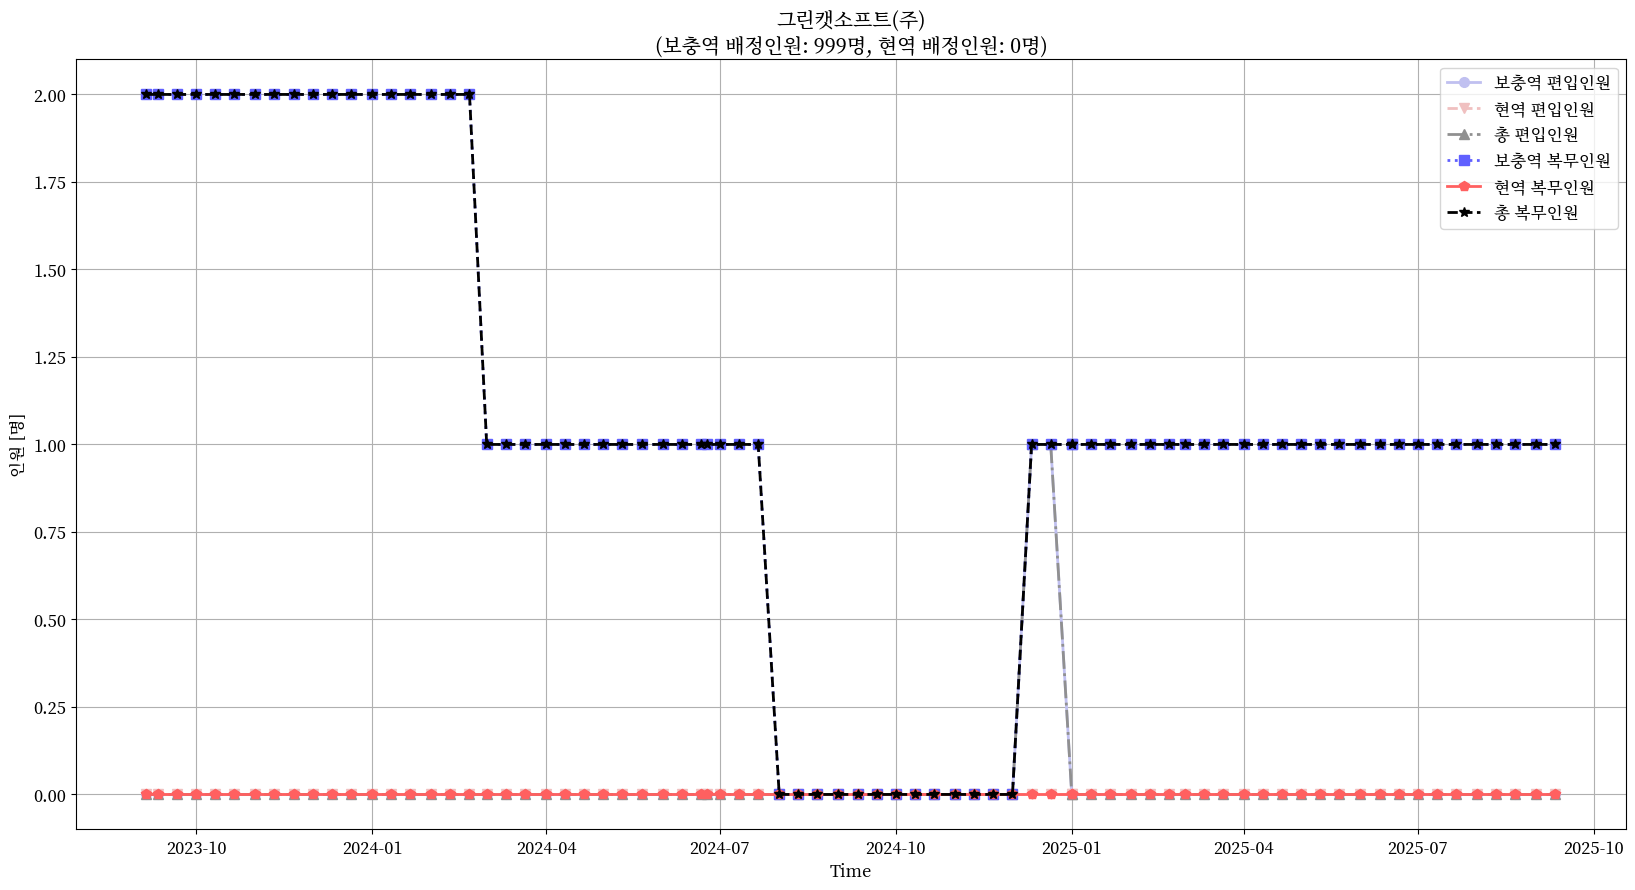 그린캣소프트(주)
(보충역 배정인원: 999명, 현역 배정인원: 0명)
보충역 편입인원
현역 편입인원
총 편입인원
보충역 복무인원
현역 복무인원
총 복무인원
2.00
1.75
1.50
1.25
1.00
0.75
0.50
0.25
0.00
인원 [명]
2023-10 2024-01 2024-04 2024-07 2024-10 2025-01 2025-04 2025-07 2025-10
Time